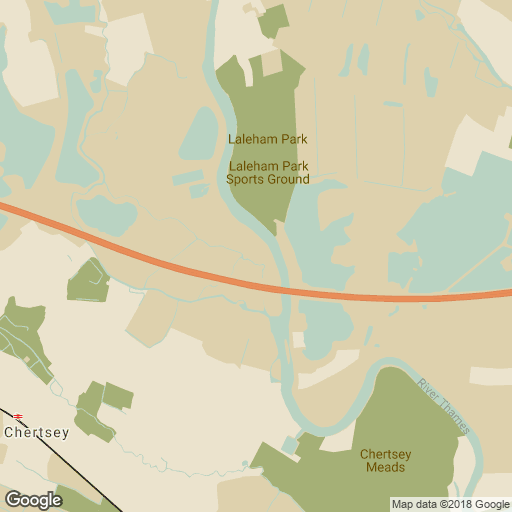 Laleham Park
Laleham Park
Sports Ground
River Thames
Chertsey
Chertsey
Meads
Google
Map data ©2018 Google